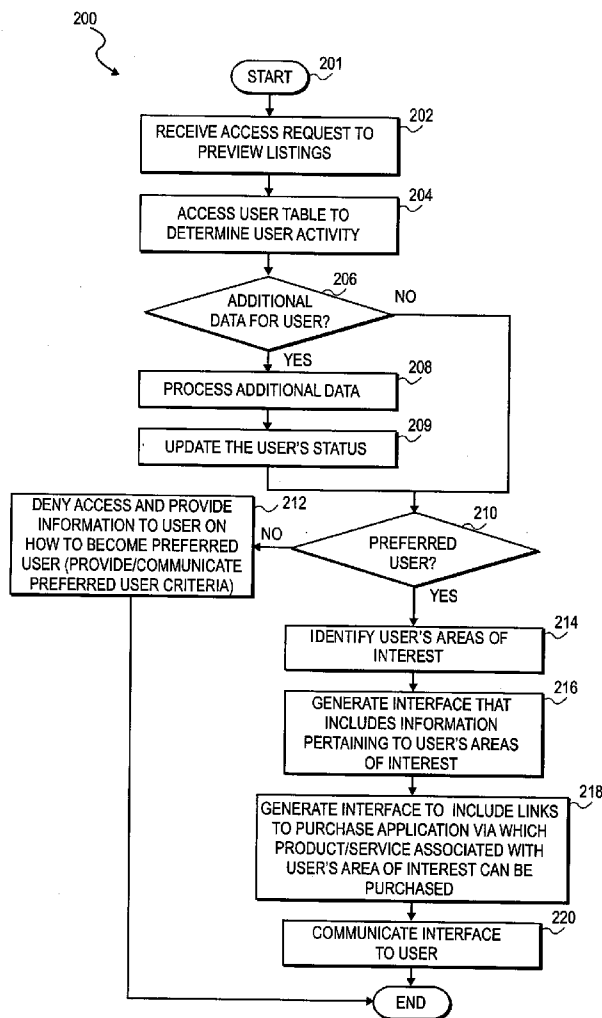 200
START
201
RECEIVE ACCESS REQUEST TO
PREVIEW LISTINGS
202
ACCESS USER TABLE TO
DETERMINE USER ACTIVITY
204
ADDITIONAL
DATA FOR USER?
206
NO
YES
PROCESS ADDITIONAL DATA
208
UPDATE THE USER'S STATUS
209
DENY ACCESS AND PROVIDE
INFORMATION TO USER ON
HOW TO BECOME PREFERRED
USER (PROVIDE/COMMUNICATE
PREFERRED USER CRITERIA)
212
NO
PREFERRED
USER?
210
YES
IDENTIFY USER'S AREAS OF
INTEREST
214
GENERATE INTERFACE THAT
INCLUDES INFORMATION
PERTAINING TO USER'S AREAS
OF INTEREST
216
GENERATE INTERFACE TO INCLUDE LINKS
TO PURCHASE APPLICATION VIA WHICH
PRODUCT/SERVICE ASSOCIATED WITH
USER'S AREA OF INTEREST CAN BE
PURCHASED
218
COMMUNICATE INTERFACE
TO USER
220
END